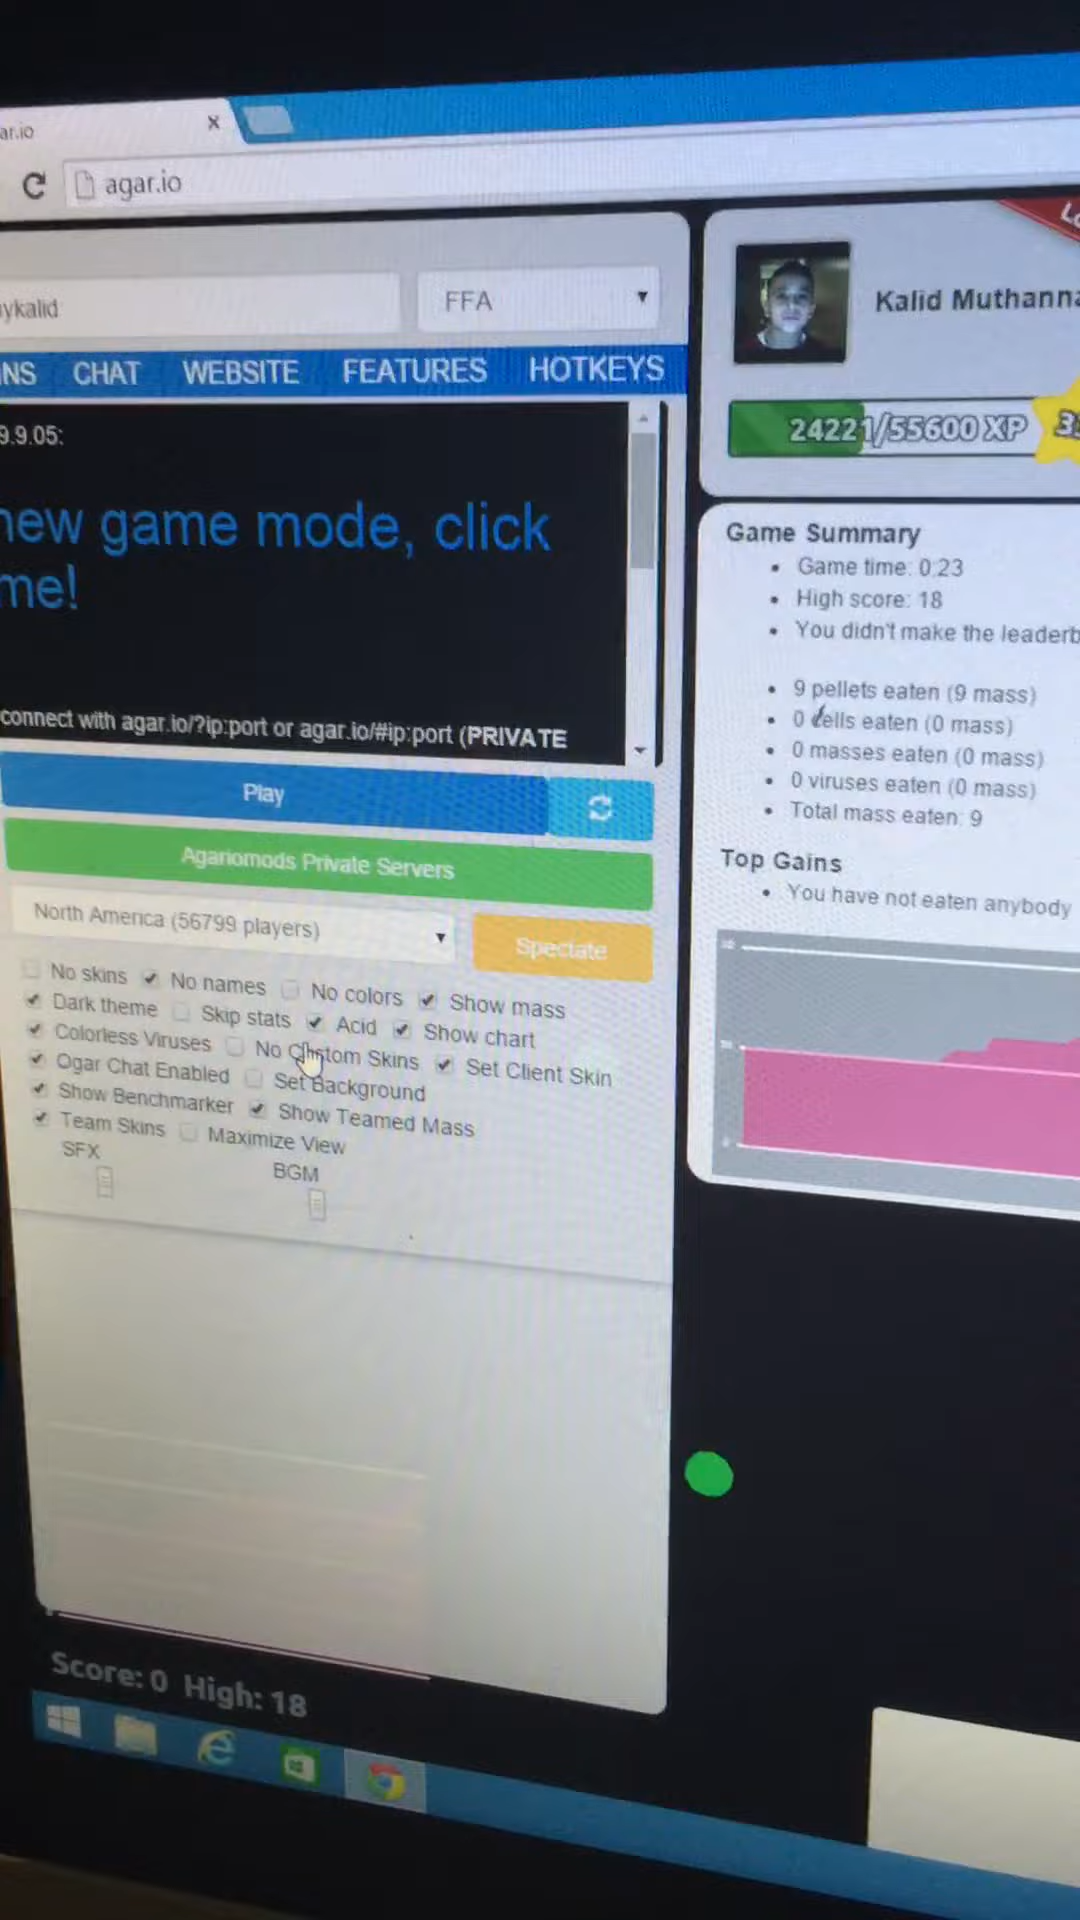 ar.io
agar.io
ykalid
FFA
NS CHAT WEBSITE FEATURES HOTKEYS
9.9.05:
new game mode, click
me!
connect with agar.io/?ip:port or agar.io/#ip:port (PRIVATE
Play
Agariomods Private Servers
North America (56799 players)
Spectate
No skins No names No colors Show mass
Dark theme Skip stats Acid Show chart
Colorless Viruses No Custom Skins Set Client Skin
Ogar Chat Enabled Set Background
Show Benchmarker Show Teamed Mass
Team Skins Maximize View
SFX BGM
Score: 0 High: 18
Lo
Kalid Muthanna
24221/55600 XP
Game Summary
Game time: 0:23
High score: 18
You didn't make the leaderb
9 pellets eaten (9 mass)
0 cells eaten (0 mass)
0 masses eaten (0 mass)
0 viruses eaten (0 mass)
Total mass eaten: 9
Top Gains
You have not eaten anybody